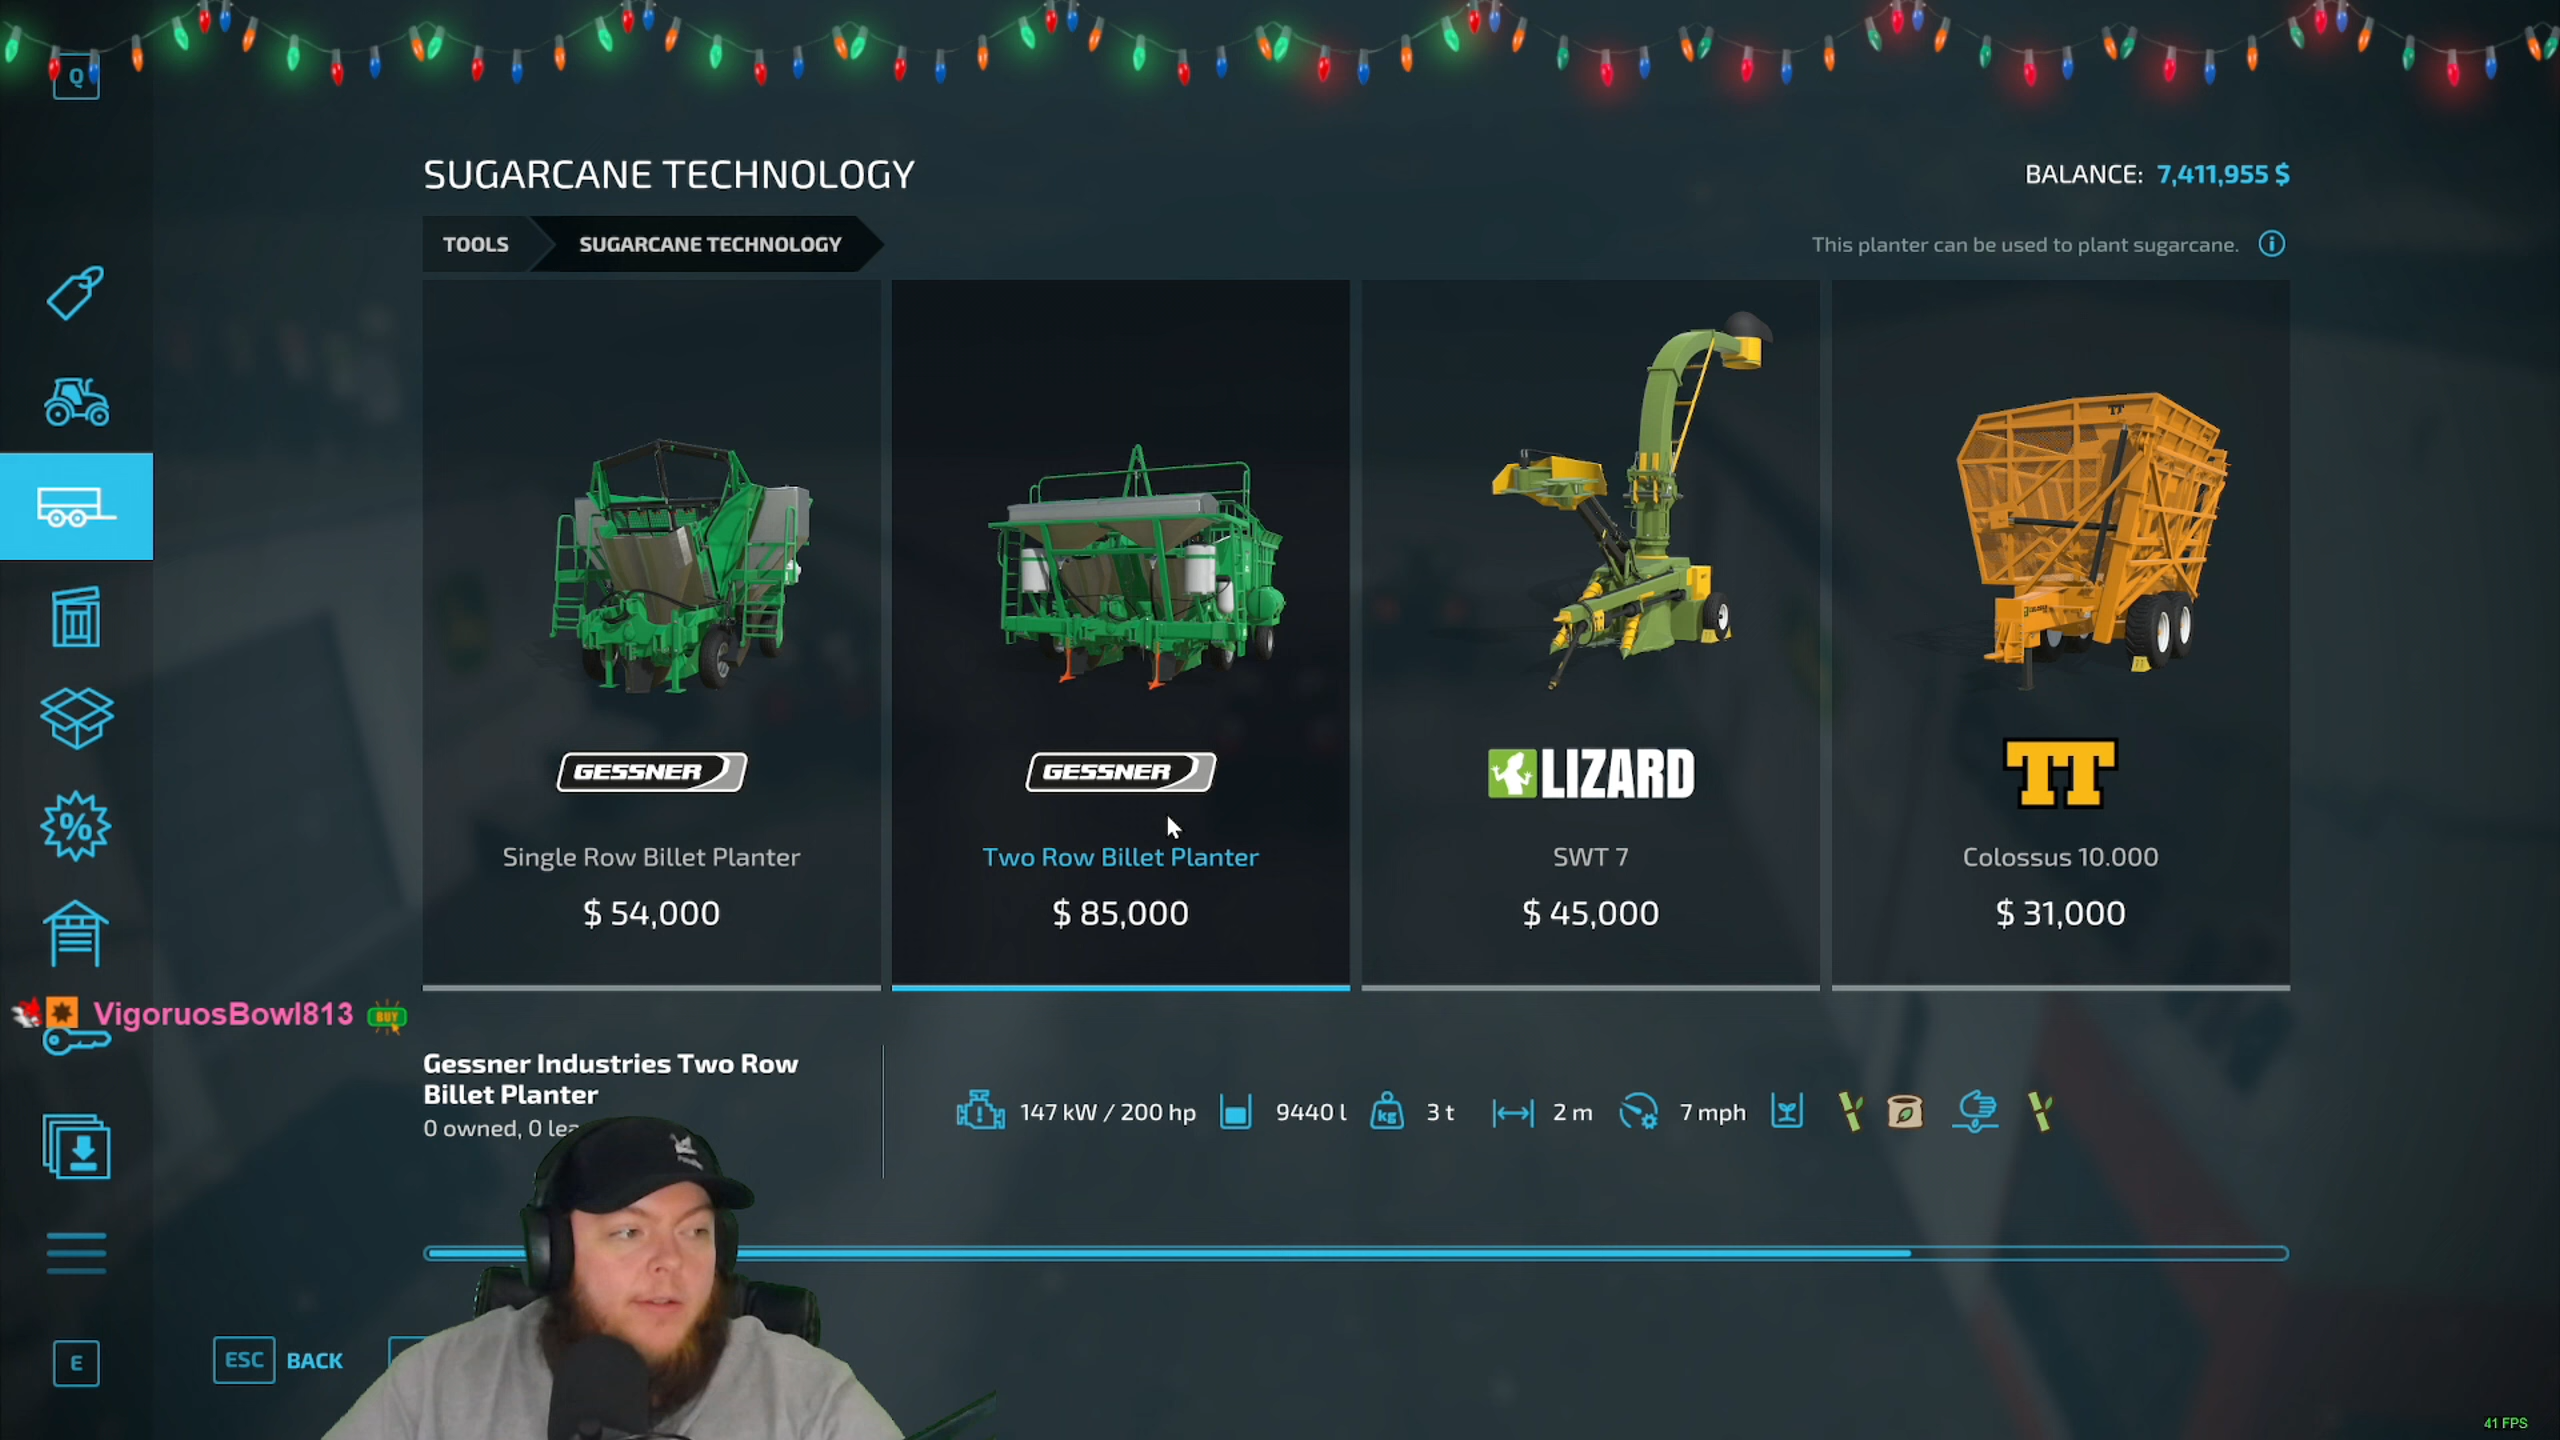 Q
SUGARCANE TECHNOLOGY
BALANCE: 7,411,955 $
TOOLS SUGARCANE TECHNOLOGY
This planter can be used to plant sugarcane.
GESSNER
Single Row Billet Planter
$ 54,000
GESSNER
Two Row Billet Planter
$ 85,000
LIZARD
SWT 7
$ 45,000
TT
Colossus 10.000
$ 31,000
VigoruosBowl813 BUY
Gessner Industries Two Row
Billet Planter
0 owned, 0
147 kW / 200 hp 9440 l kg 3 t 2 m 7 mph
E
ESC BACK
41 FPS